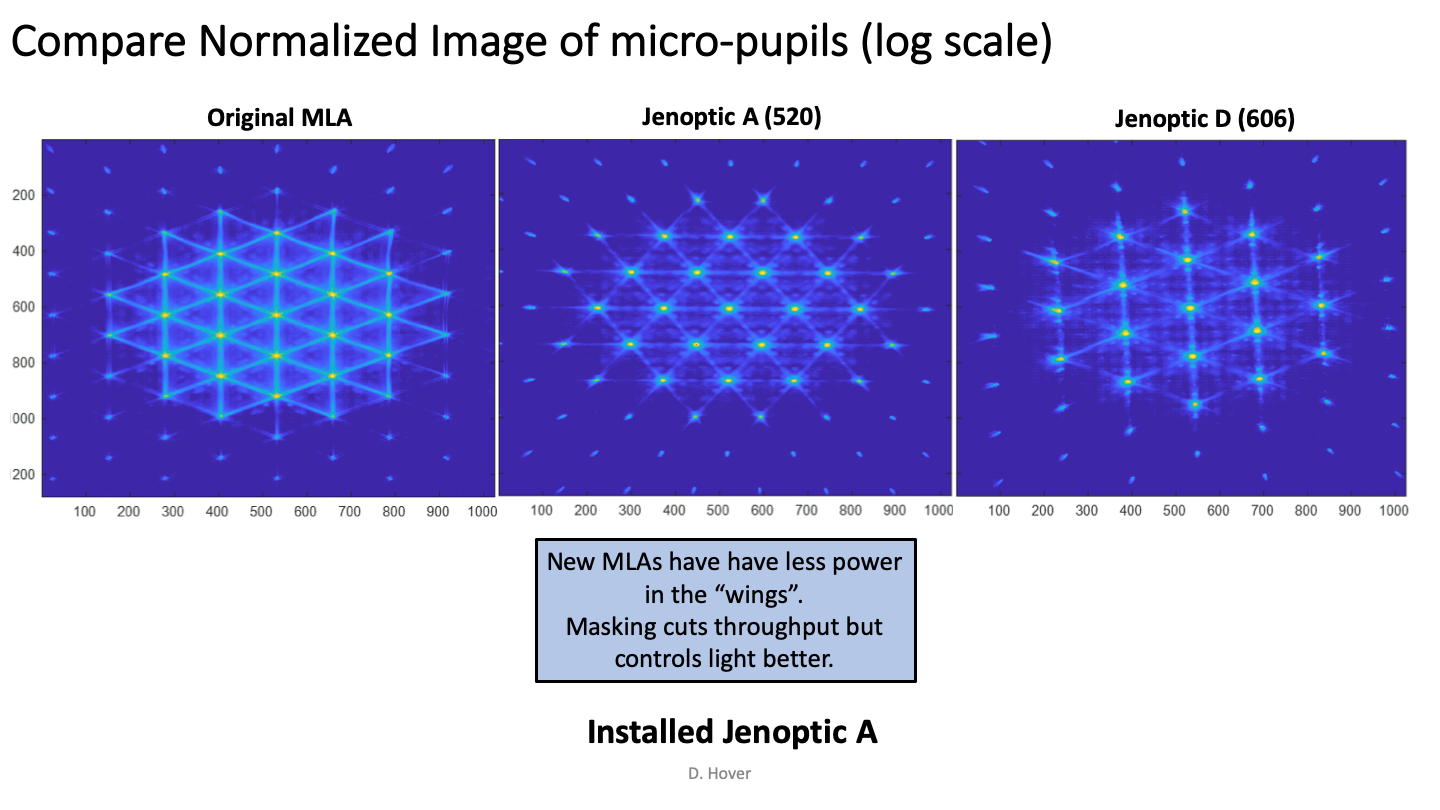 Compare Normalized Image of micro-pupils (log scale)
Original MLA
Jenoptic A (520)
Jenoptic D (606)
200
400
600
800
000
200
100 200 300 400 500 600 700 800 900 1000
100 200 300 400 500 600 700 800 900 1000
100 200 300 400 500 600 700 800 900 1000
New MLAs have have less power
in the “wings”.
Masking cuts throughput but
controls light better.
Installed Jenoptic A
D. Hover